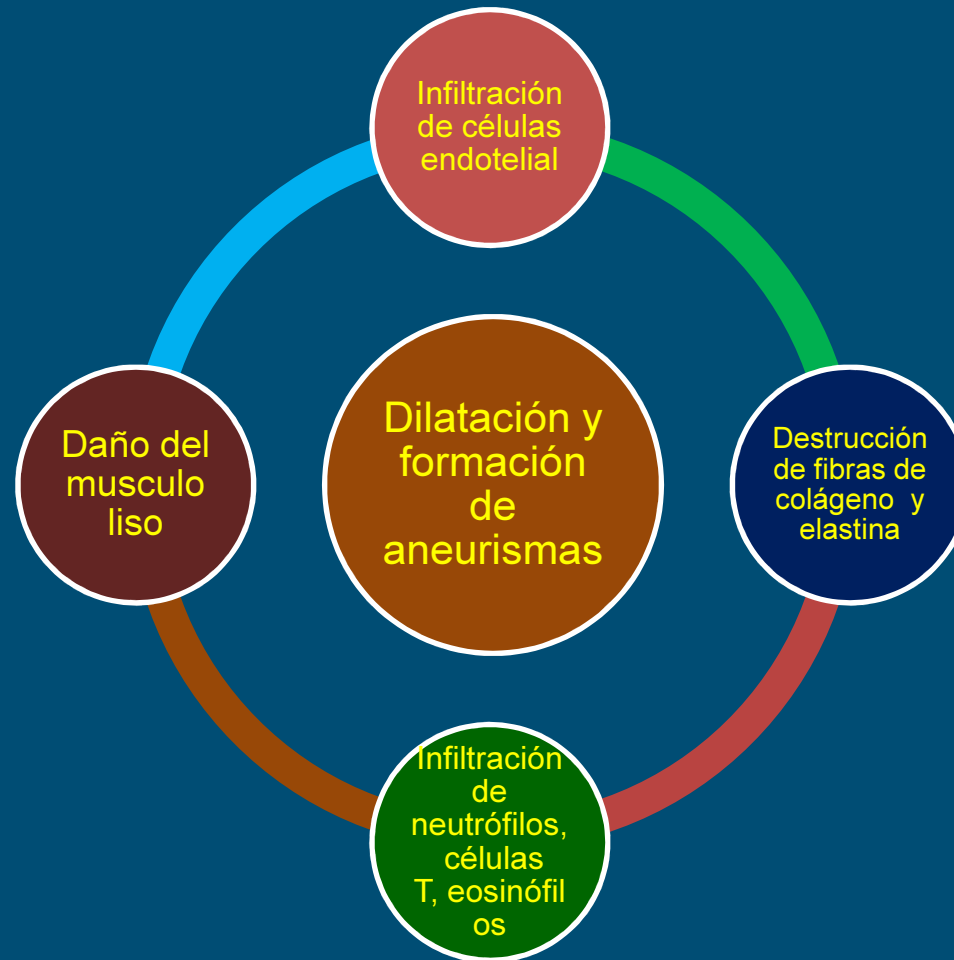 Infiltración
de células
endotelial
Daño del
musculo
liso
Dilatación y
formación
de
aneurismas
Destrucción
de fibras de
colágeno y
elastina
Infiltración
de
neutrófilos,
células
T, eosinófil
os